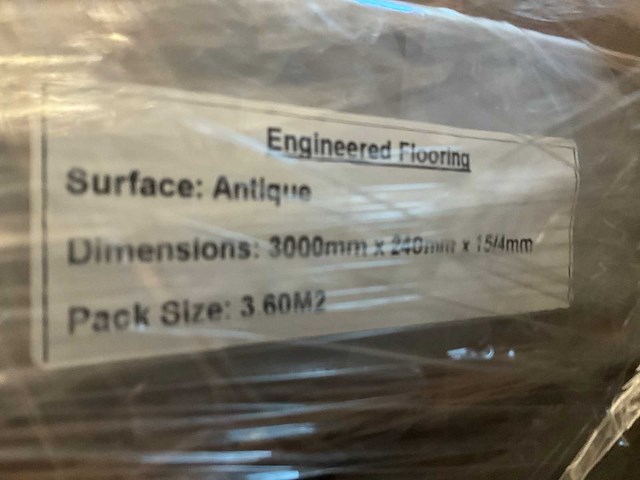 Engineered Flooring
Surface: Antique
Dimensions: 3000mm x 240mm x 15/4mm
Pack Size: 3.60M2